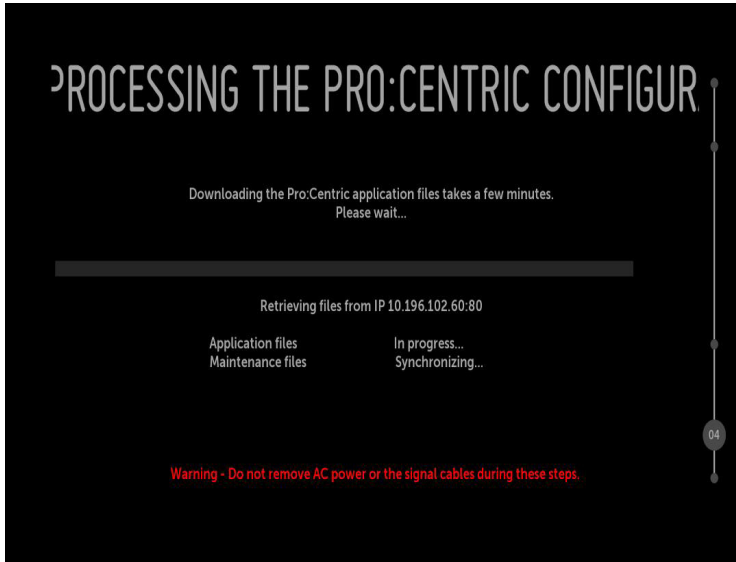 PROCESSING THE PRO:CENTRIC CONFIGUR
Downloading the Pro:Centric application files takes a few minutes.
Please wait...
Retrieving files from IP 10.196.102.60:80
Application files In progress...
Maintenance files Synchronizing...
04
Warning - Do not remove AC power or the signal cables during these steps.